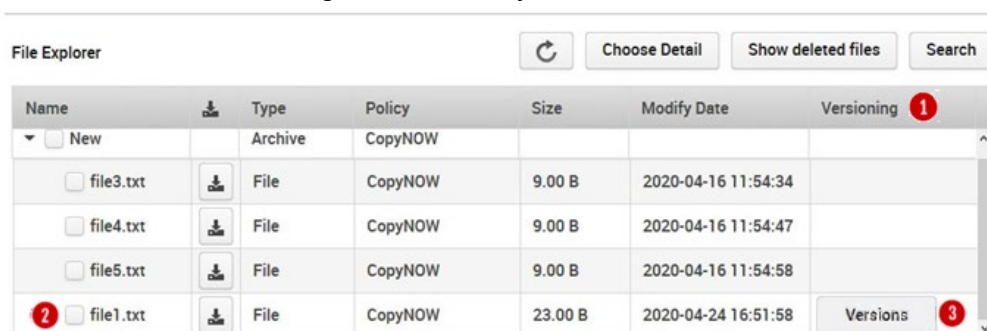 File Explorer Choose Detail Show deleted files Search
Name Type Policy Size Modify Date Versioning 1
New Archive CopyNOW
file3.txt File CopyNOW 9.00 B 2020-04-16 11:54:34
file4.txt File CopyNOW 9.00 B 2020-04-16 11:54:47
file5.txt File CopyNOW 9.00 B 2020-04-16 11:54:58
2 file1.txt File CopyNOW 23.00 B 2020-04-24 16:51:58 Versions 3